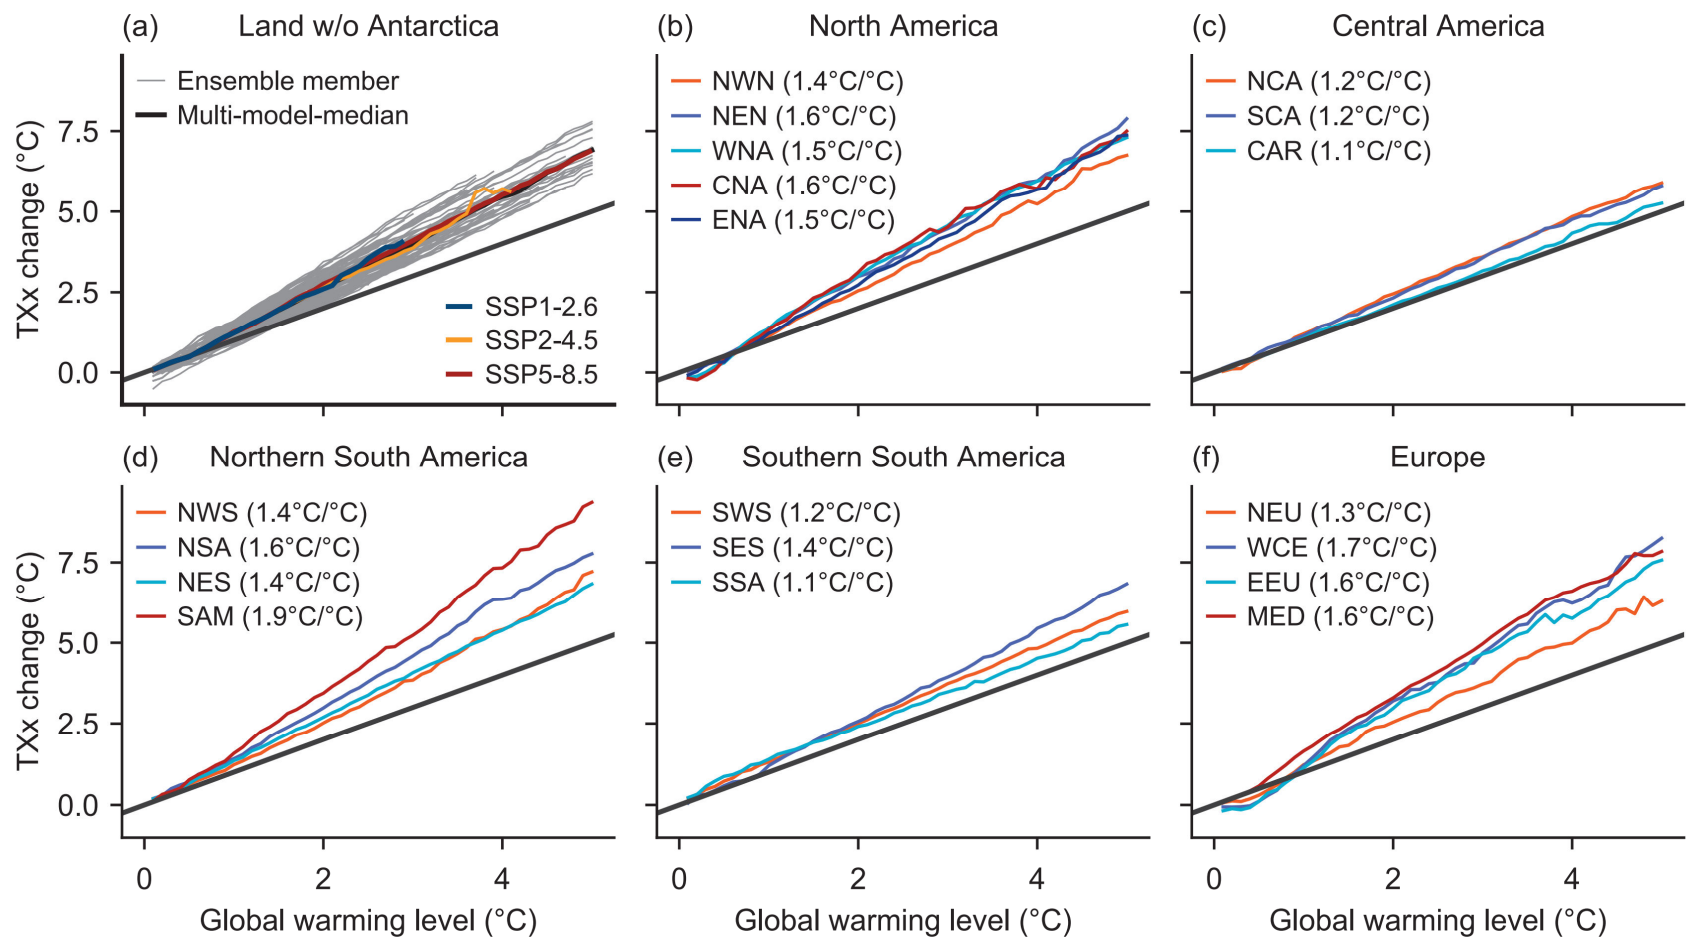 (a) Land w/o Antarctica
Ensemble member
Multi-model-median
SSP1-2.6
SSP2-4.5
SSP5-8.5
TXx change (°C)
7.5
5.0
2.5
0.0
(b) North America
NWN (1.4°C/°C)
NEN (1.6°C/°C)
WNA (1.5°C/°C)
CNA (1.6°C/°C)
ENA (1.5°C/°C)
(c) Central America
NCA (1.2°C/°C)
SCA (1.2°C/°C)
CAR (1.1°C/°C)
(d) Northern South America
NWS (1.4°C/°C)
NSA (1.6°C/°C)
NES (1.4°C/°C)
SAM (1.9°C/°C)
TXx change (°C)
7.5
5.0
2.5
0.0
0 2 4
Global warming level (°C)
(e) Southern South America
SWS (1.2°C/°C)
SES (1.4°C/°C)
SSA (1.1°C/°C)
0 2 4
Global warming level (°C)
(f) Europe
NEU (1.3°C/°C)
WCE (1.7°C/°C)
EEU (1.6°C/°C)
MED (1.6°C/°C)
0 2 4
Global warming level (°C)